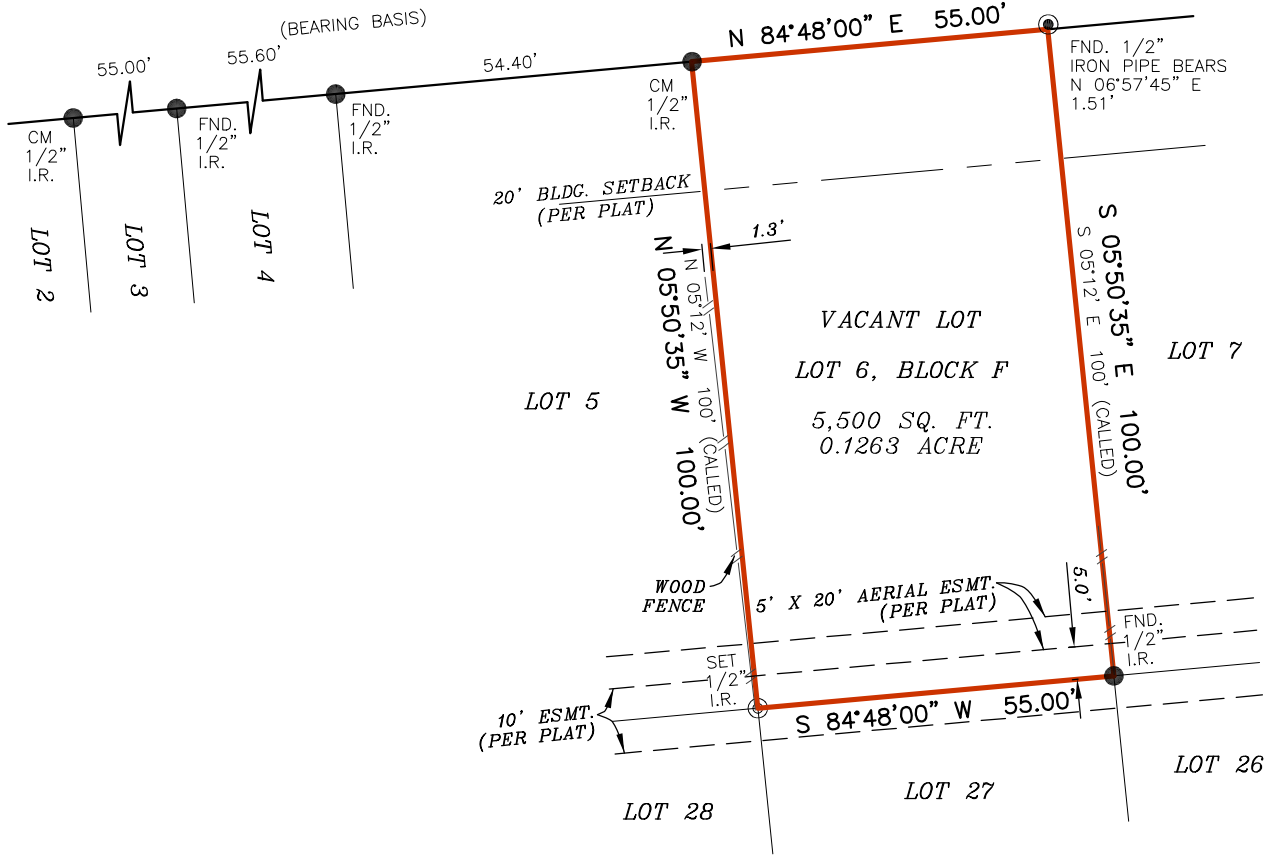 (BEARING BASIS)
N 84°48'00" E 55.00'
55.00'
55.60'
54.40'
FND. 1/2"
IRON PIPE BEARS
N 06°57'45" E
1.51'
CM
1/2"
I.R.
FND.
1/2"
I.R.
FND.
1/2"
I.R.
CM
1/2"
I.R.
LOT 2
LOT 3
LOT 4
20' BLDG. SETBACK
(PER PLAT)
1.3'
N 05°50'35" W 100.00'
N 05°12' W 100' (CALLED)
S 05°50'35" E 100.00'
S 05°12' E 100' (CALLED)
VACANT LOT
LOT 6, BLOCK F
5,500 SQ. FT.
0.1263 ACRE
LOT 5
LOT 7
WOOD
FENCE
5' X 20' AERIAL ESMT.
(PER PLAT)
5.0'
FND.
1/2"
I.R.
SET
1/2"
I.R.
10' ESMT.
(PER PLAT)
S 84°48'00" W 55.00'
LOT 28
LOT 27
LOT 26